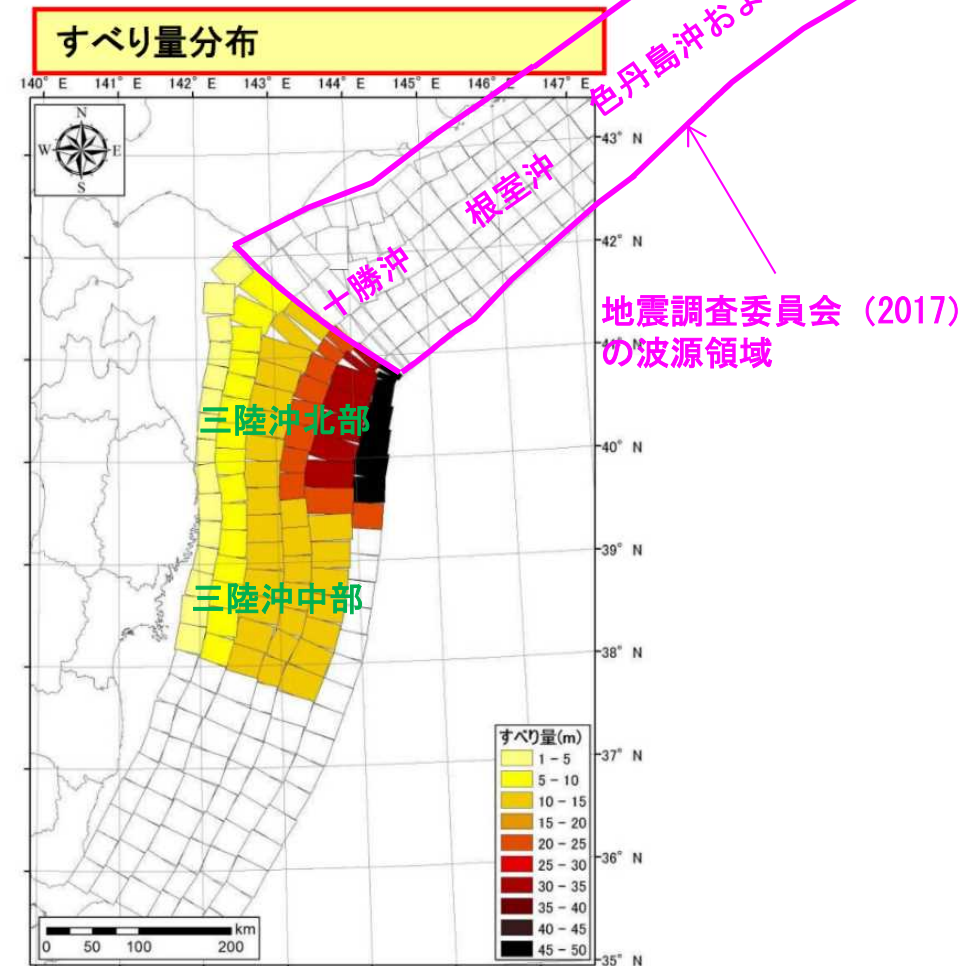 すべり量分布
140° E 141° E 142° E 143° E 144° E 145° E 146° E 147° E
N
W E
S
色丹島沖およ
43° N
根室沖
42° N
十勝沖
地震調査委員会（2017）
の波源領域
41° N
三陸沖北部
40° N
39° N
三陸沖中部
38° N
37° N
36° N
35° N
すべり量(m)
1 - 5
5 - 10
10 - 15
15 - 20
20 - 25
25 - 30
30 - 35
35 - 40
40 - 45
45 - 50
km
0 50 100 200